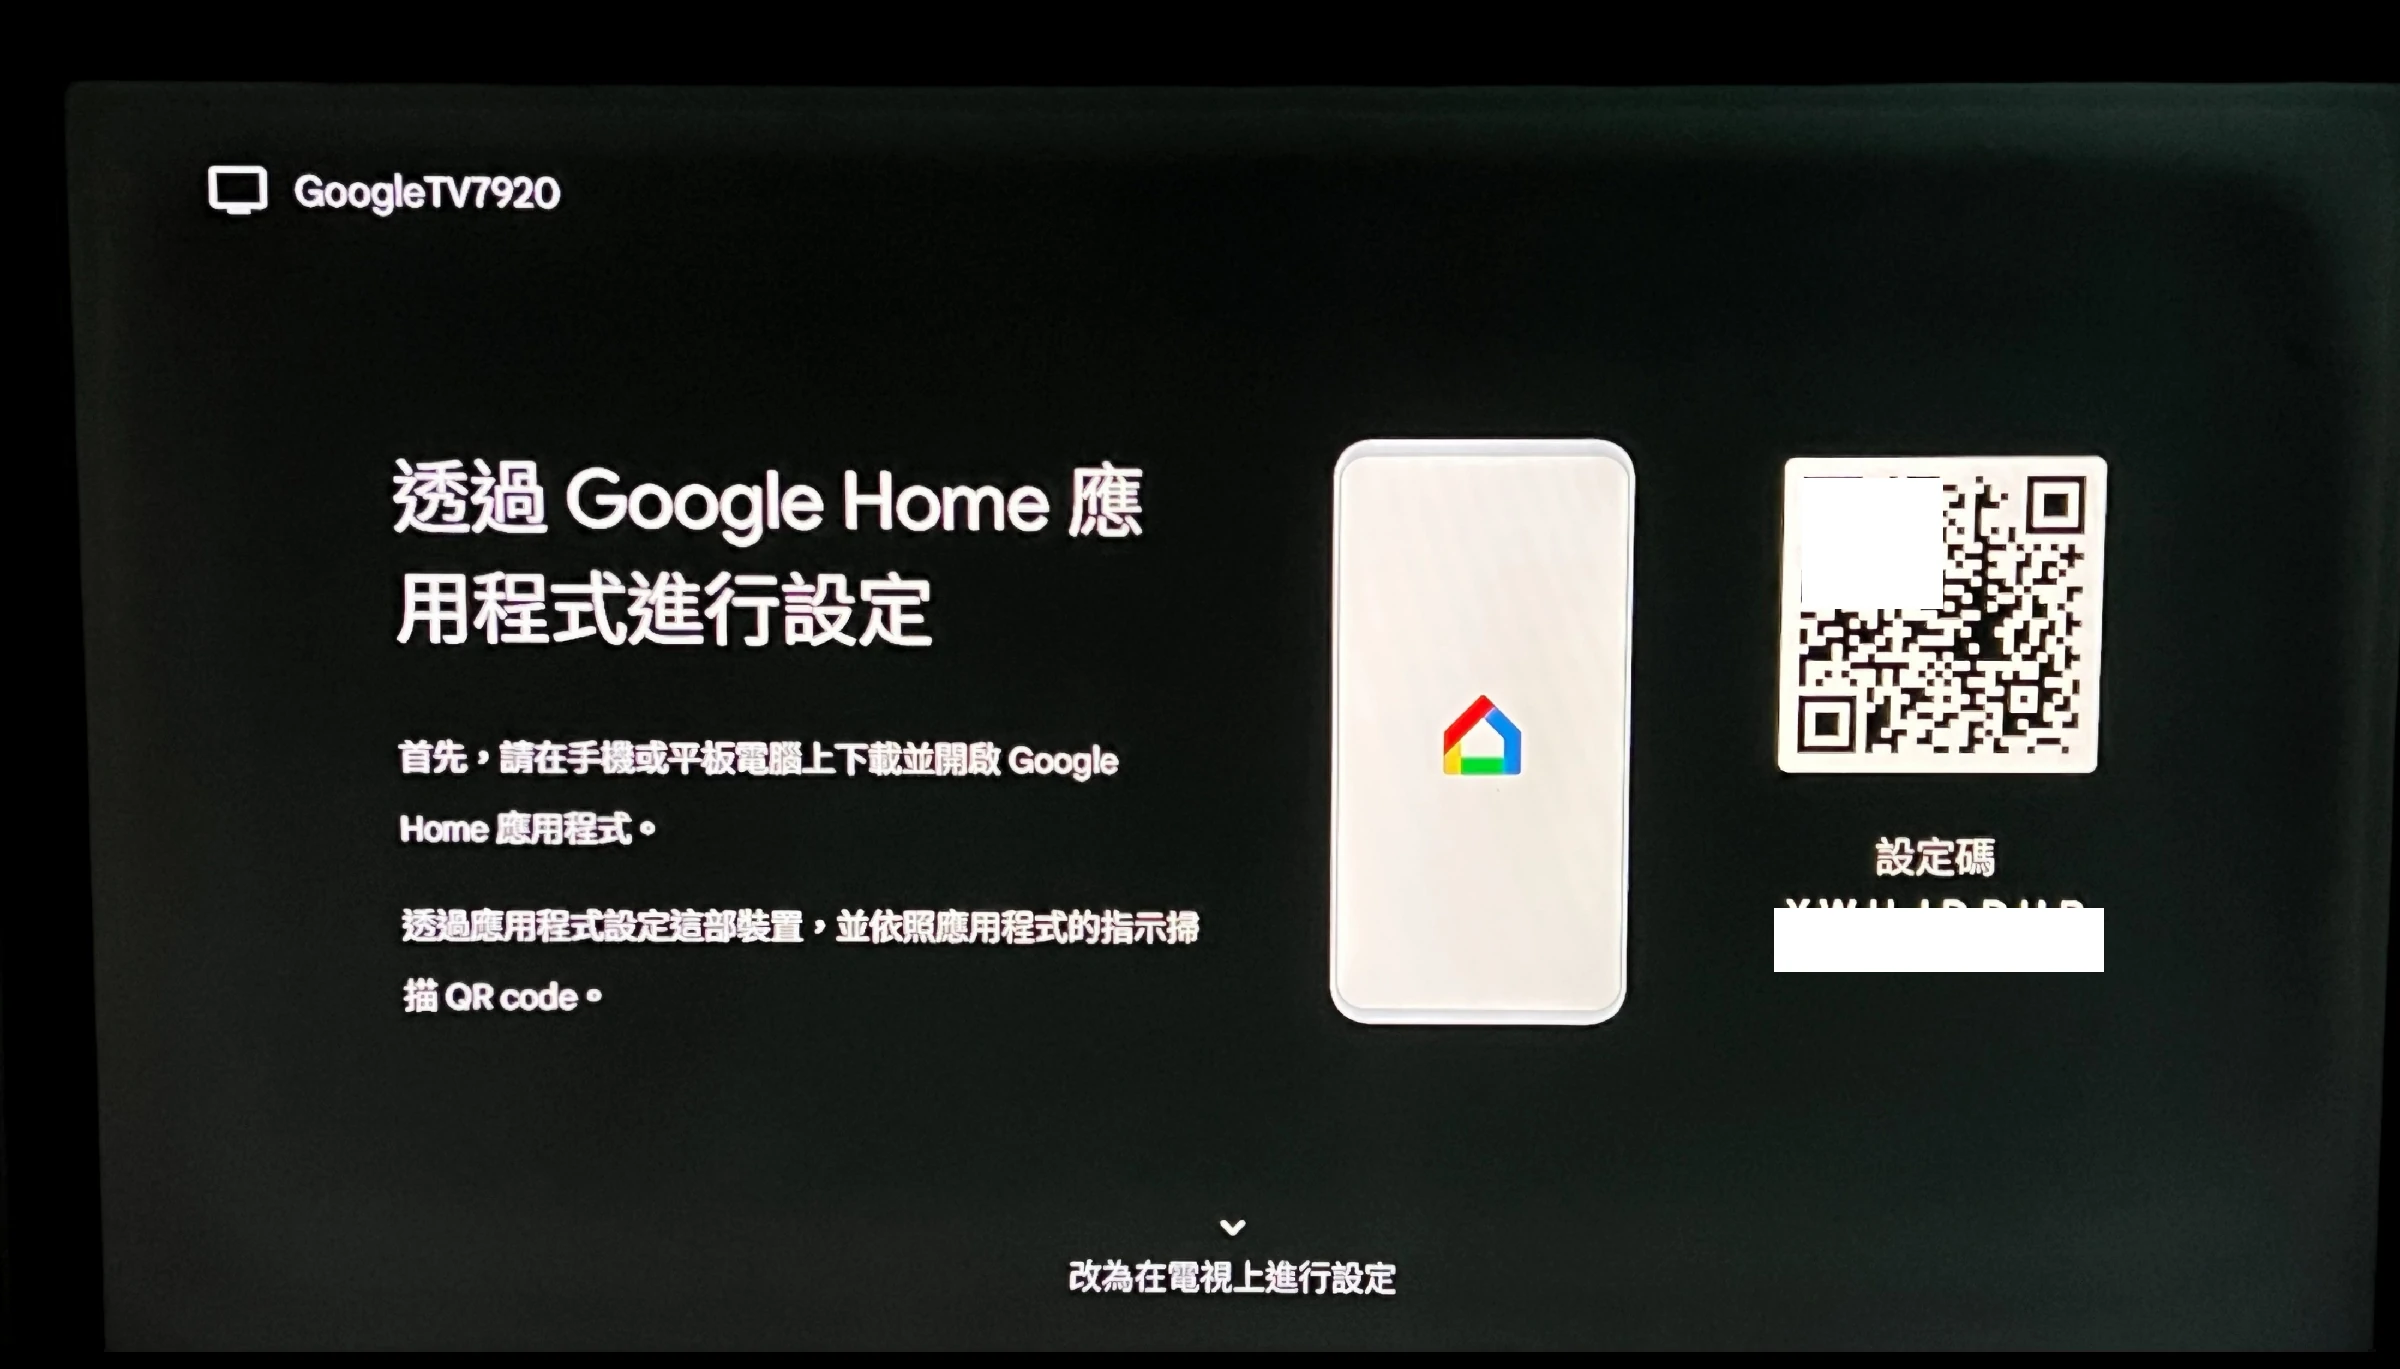 GoogleTV7920
透過 Google Home 應
用程式進行設定
首先，請在手機或平板電腦上下載並開啟 Google
Home 應用程式。
透過應用程式設定這部裝置，並依照應用程式的指示掃
描 QR code。
設定碼
改為在電視上進行設定